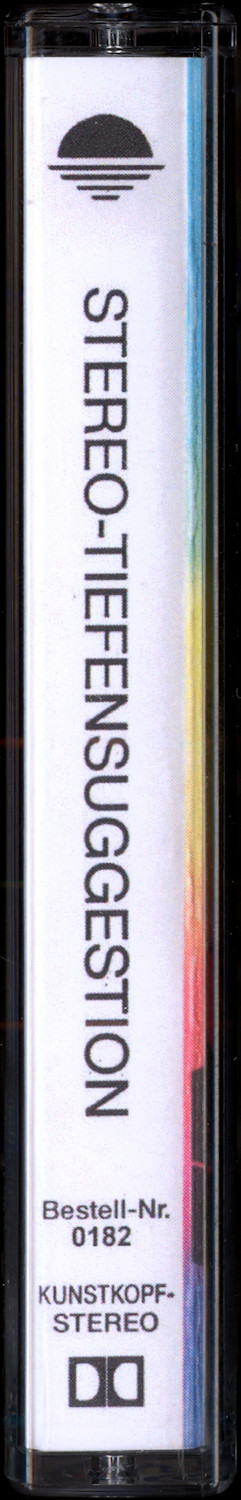 STEREO-TIEFENSUGGESTION
Bestell-Nr.
0182
KUNSTKOPF-
STEREO